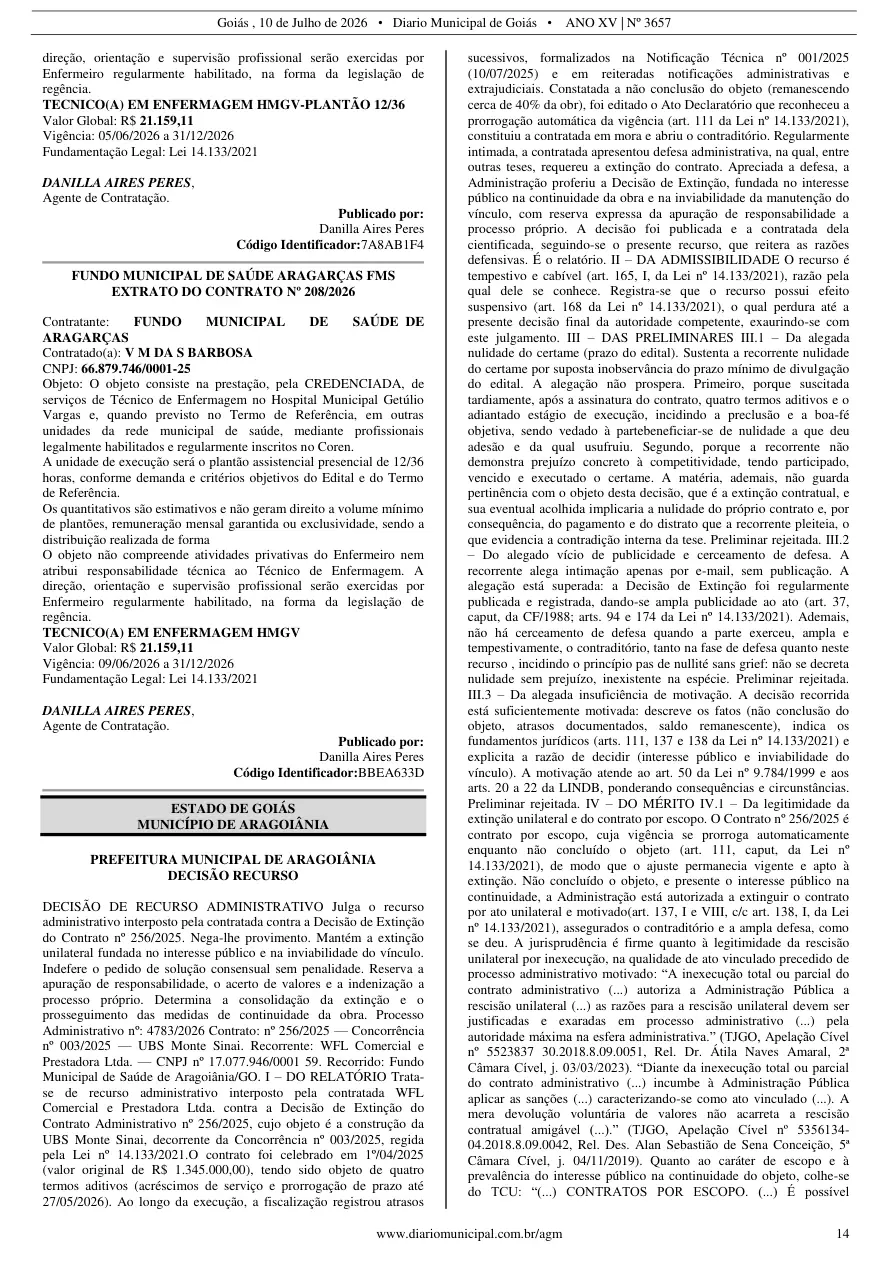 Goiás , 10 de Julho de 2026 • Diario Municipal de Goiás • ANO XV | Nº 3657
direção, orientação e supervisão profissional serão exercidas por
Enfermeiro regularmente habilitado, na forma da legislação de
regência.
TECNICO(A) EM ENFERMAGEM HMGV-PLANTÃO 12/36
Valor Global: R$ 21.159,11
Vigência: 05/06/2026 a 31/12/2026
Fundamentação Legal: Lei 14.133/2021
DANILLA AIRES PERES,
Agente de Contratação.
Publicado por:
Danilla Aires Peres
Código Identificador:7A8AB1F4
FUNDO MUNICIPAL DE SAÚDE ARAGARÇAS FMS
EXTRATO DO CONTRATO Nº 208/2026
Contratante: FUNDO MUNICIPAL DE SAÚDE DE
ARAGARÇAS
Contratado(a): V M DA S BARBOSA
CNPJ: 66.879.746/0001-25
Objeto: O objeto consiste na prestação, pela CREDENCIADA, de
serviços de Técnico de Enfermagem no Hospital Municipal Getúlio
Vargas e, quando previsto no Termo de Referência, em outras
unidades da rede municipal de saúde, mediante profissionais
legalmente habilitados e regularmente inscritos no Coren.
A unidade de execução será o plantão assistencial presencial de 12/36
horas, conforme demanda e critérios objetivos do Edital e do Termo
de Referência.
Os quantitativos são estimativos e não geram direito a volume mínimo
de plantões, remuneração mensal garantida ou exclusividade, sendo a
distribuição realizada de forma
O objeto não compreende atividades privativas do Enfermeiro nem
atribui responsabilidade técnica ao Técnico de Enfermagem. A
direção, orientação e supervisão profissional serão exercidas por
Enfermeiro regularmente habilitado, na forma da legislação de
regência.
TECNICO(A) EM ENFERMAGEM HMGV
Valor Global: R$ 21.159,11
Vigência: 09/06/2026 a 31/12/2026
Fundamentação Legal: Lei 14.133/2021
DANILLA AIRES PERES,
Agente de Contratação.
Publicado por:
Danilla Aires Peres
Código Identificador:BBEA633D
ESTADO DE GOIÁS
MUNICÍPIO DE ARAGOIÂNIA
PREFEITURA MUNICIPAL DE ARAGOIÂNIA
DECISÃO RECURSO
DECISÃO DE RECURSO ADMINISTRATIVO Julga o recurso
administrativo interposto pela contratada contra a Decisão de Extinção
do Contrato nº 256/2025. Nega-lhe provimento. Mantém a extinção
unilateral fundada no interesse público e na inviabilidade do vínculo.
Indefere o pedido de solução consensual sem penalidade. Reserva a
apuração de responsabilidade, o acerto de valores e a indenização a
processo próprio. Determina a consolidação da extinção e o
prosseguimento das medidas de continuidade da obra. Processo
Administrativo nº: 4783/2026 Contrato: nº 256/2025 — Concorrência
nº 003/2025 — UBS Monte Sinai. Recorrente: WFL Comercial e
Prestadora Ltda. — CNPJ nº 17.077.946/0001 59. Recorrido: Fundo
Municipal de Saúde de Aragoiânia/GO. I – DO RELATÓRIO Trata-
se de recurso administrativo interposto pela contratada WFL
Comercial e Prestadora Ltda. contra a Decisão de Extinção do
Contrato Administrativo nº 256/2025, cujo objeto é a construção da
UBS Monte Sinai, decorrente da Concorrência nº 003/2025, regida
pela Lei nº 14.133/2021.O contrato foi celebrado em 1º/04/2025
(valor original de R$ 1.345.000,00), tendo sido objeto de quatro
termos aditivos (acréscimos de serviço e prorrogação de prazo até
27/05/2026). Ao longo da execução, a fiscalização registrou atrasos
sucessivos, formalizados na Notificação Técnica nº 001/2025
(10/07/2025) e em reiteradas notificações administrativas e
extrajudiciais. Constatada a não conclusão do objeto (remanescendo
cerca de 40% da obr), foi editado o Ato Declaratório que reconheceu a
prorrogação automática da vigência (art. 111 da Lei nº 14.133/2021),
constituiu a contratada em mora e abriu o contraditório. Regularmente
intimada, a contratada apresentou defesa administrativa, na qual, entre
outras teses, requereu a extinção do contrato. Apreciada a defesa, a
Administração proferiu a Decisão de Extinção, fundada no interesse
público na continuidade da obra e na inviabilidade da manutenção do
vínculo, com reserva expressa da apuração de responsabilidade a
processo próprio. A decisão foi publicada e a contratada dela
cientificada, seguindo-se o presente recurso, que reitera as razões
defensivas. É o relatório. II – DA ADMISSIBILIDADE O recurso é
tempestivo e cabível (art. 165, I, da Lei nº 14.133/2021), razão pela
qual dele se conhece. Registra-se que o recurso possui efeito
suspensivo (art. 168 da Lei nº 14.133/2021), o qual perdura até a
presente decisão final da autoridade competente, exaurindo-se com
este julgamento. III – DAS PRELIMINARES III.1 – Da alegada
nulidade do certame (prazo do edital). Sustenta a recorrente nulidade
do certame por suposta inobservância do prazo mínimo de divulgação
do edital. A alegação não prospera. Primeiro, porque suscitada
tardiamente, após a assinatura do contrato, quatro termos aditivos e o
adiantado estágio de execução, incidindo a preclusão e a boa-fé
objetiva, sendo vedado à partebeneficiar-se de nulidade a que deu
adesão e da qual usufruiu. Segundo, porque a recorrente não
demonstra prejuízo concreto à competitividade, tendo participado,
vencido e executado o certame. A matéria, ademais, não guarda
pertinência com o objeto desta decisão, que é a extinção contratual, e
sua eventual acolhida implicaria a nulidade do próprio contrato e, por
consequência, do pagamento e do distrato que a recorrente pleiteia, o
que evidencia a contradição interna da tese. Preliminar rejeitada. III.2
– Do alegado vício de publicidade e cerceamento de defesa. A
recorrente alega intimação apenas por e-mail, sem publicação. A
alegação está superada: a Decisão de Extinção foi regularmente
publicada e registrada, dando-se ampla publicidade ao ato (art. 37,
caput, da CF/1988; arts. 94 e 174 da Lei nº 14.133/2021). Ademais,
não há cerceamento de defesa quando a parte exerceu, ampla e
tempestivamente, o contraditório, tanto na fase de defesa quanto neste
recurso , incidindo o princípio pas de nullité sans grief: não se decreta
nulidade sem prejuízo, inexistente na espécie. Preliminar rejeitada.
III.3 – Da alegada insuficiência de motivação. A decisão recorrida
está suficientemente motivada: descreve os fatos (não conclusão do
objeto, atrasos documentados, saldo remanescente), indica os
fundamentos jurídicos (arts. 111, 137 e 138 da Lei nº 14.133/2021) e
explicita a razão de decidir (interesse público e inviabilidade do
vínculo). A motivação atende ao art. 50 da Lei nº 9.784/1999 e aos
arts. 20 a 22 da LINDB, ponderando consequências e circunstâncias.
Preliminar rejeitada. IV – DO MÉRITO IV.1 – Da legitimidade da
extinção unilateral e do contrato por escopo. O Contrato nº 256/2025 é
contrato por escopo, cuja vigência se prorroga automaticamente
enquanto não concluído o objeto (art. 111, caput, da Lei nº
14.133/2021), de modo que o ajuste permanecia vigente e apto à
extinção. Não concluído o objeto, e presente o interesse público na
continuidade, a Administração está autorizada a extinguir o contrato
por ato unilateral e motivado(art. 137, I e VIII, c/c art. 138, I, da Lei
nº 14.133/2021), assegurados o contraditório e a ampla defesa, como
se deu. A jurisprudência é firme quanto à legitimidade da rescisão
unilateral por inexecução, na qualidade de ato vinculado precedido de
processo administrativo motivado: “A inexecução total ou parcial do
contrato administrativo (...) autoriza a Administração Pública a
rescisão unilateral (...) as razões para a rescisão unilateral devem ser
justificadas e exaradas em processo administrativo (...) pela
autoridade máxima na esfera administrativa.” (TJGO, Apelação Cível
nº 5523837 30.2018.8.09.0051, Rel. Dr. Átila Naves Amaral, 2ª
Câmara Cível, j. 03/03/2023). “Diante da inexecução total ou parcial
do contrato administrativo (...) incumbe à Administração Pública
aplicar as sanções (...) caracterizando-se como ato vinculado (...). A
mera devolução voluntária de valores não acarreta a rescisão
contratual amigável (...).” (TJGO, Apelação Cível nº 5356134-
04.2018.8.09.0042, Rel. Des. Alan Sebastião de Sena Conceição, 5ª
Câmara Cível, j. 04/11/2019). Quanto ao caráter de escopo e à
prevalência do interesse público na continuidade do objeto, colhe-se
do TCU: “(...) CONTRATOS POR ESCOPO. (...) É possível
www.diariomunicipal.com.br/agm
14